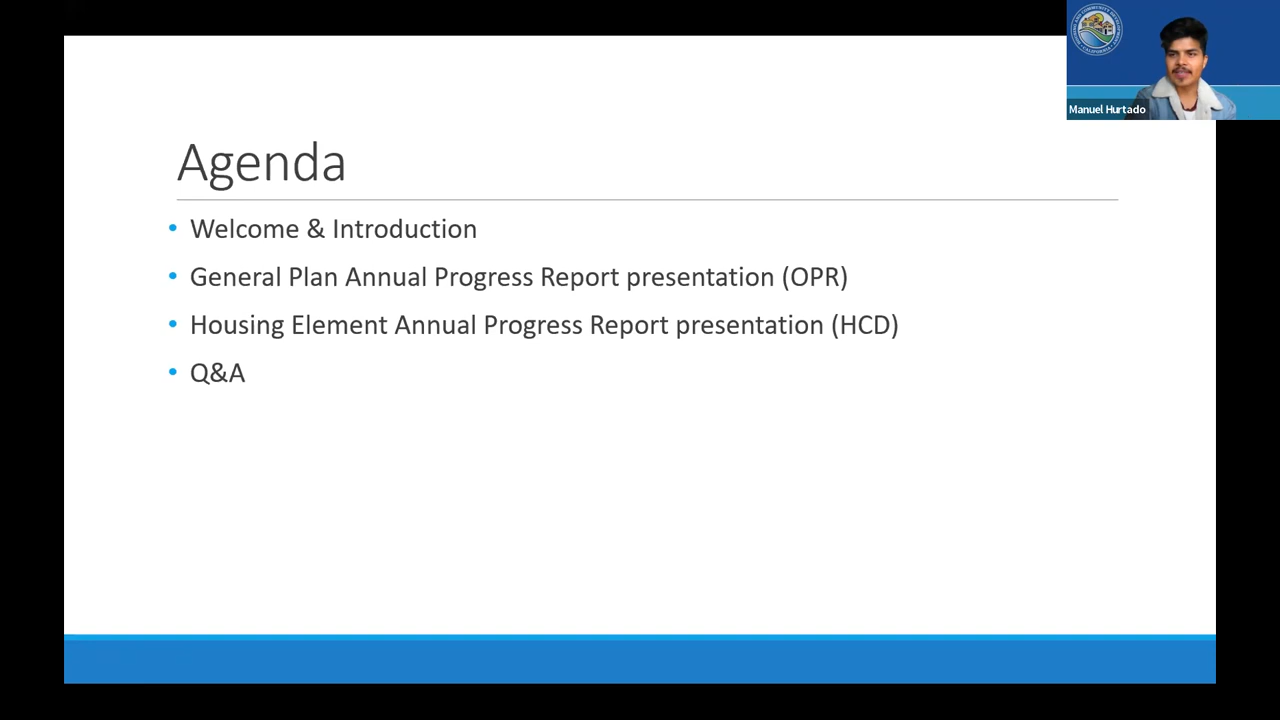 Agenda
• Welcome & Introduction
• General Plan Annual Progress Report presentation (OPR)
• Housing Element Annual Progress Report presentation (HCD)
• Q&A
Manuel Hurtado